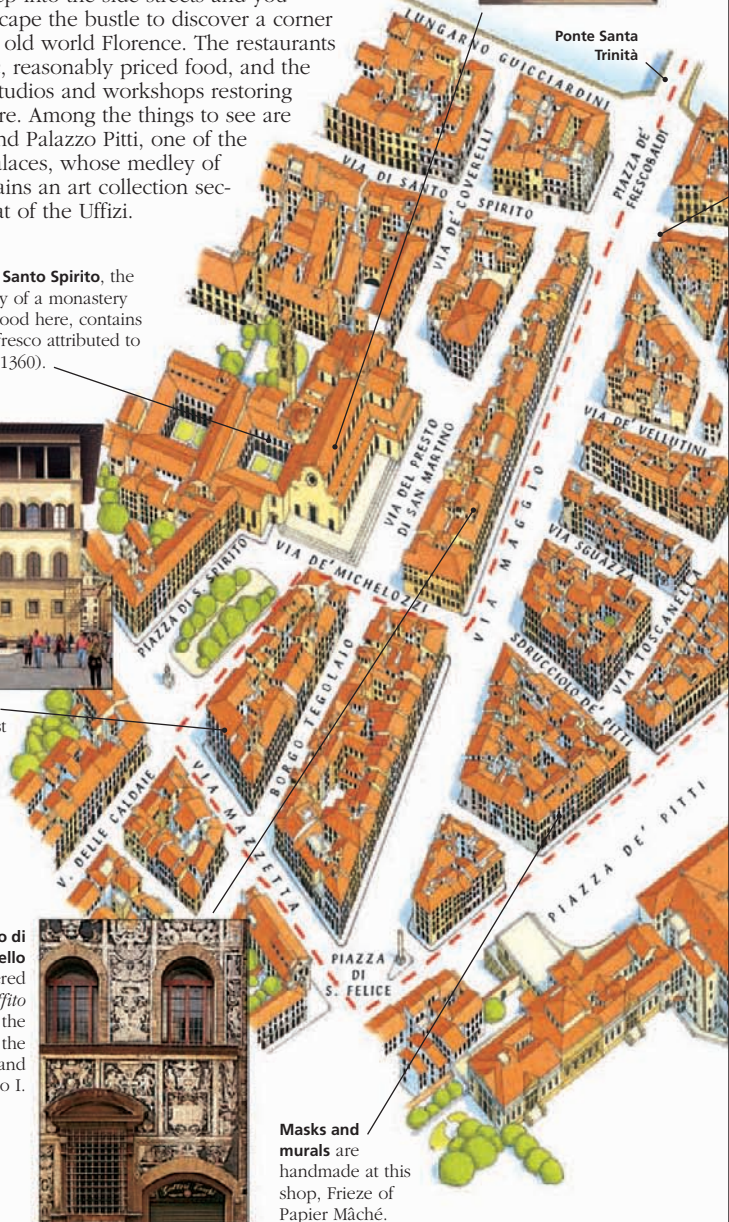 ep into the side streets and you
cape the bustle to discover a corner
old world Florence. The restaurants
, reasonably priced food, and the
tudios and workshops restoring
re. Among the things to see are
nd Palazzo Pitti, one of the
laces, whose medley of
ains an art collection sec-
at of the Uffizi.
LUNGARNO GUICCIARDINI
Ponte Santa
Trinità
PIAZZA DE'
FRESCOBALDI
VIA DI SANTO SPIRITO
VIA DE' COVERELLI
Santo Spirito, the
y of a monastery
ood here, contains
fresco attributed to
1360).
VIA DE' VELLUTINI
VIA DEL PRESTO
DI SAN MARTINO
VIA MAGGIO
VIA SGUAZZA
VIA TOSCANELLA
PIAZZA DI S. SPIRITO
VIA DE' MICHELOZZI
SDRUCCIOLO DE' PITTI
BORGO TEGOLAIO
st
VIA MAZZETTA
V. DELLE CALDAIE
PIAZZA DE' PITTI
PIAZZA
DI
S. FELICE
o di
ello
ered
ffito
the
the
and
o I.
Masks and
murals are
handmade at this
shop, Frieze of
Papier Mâché.